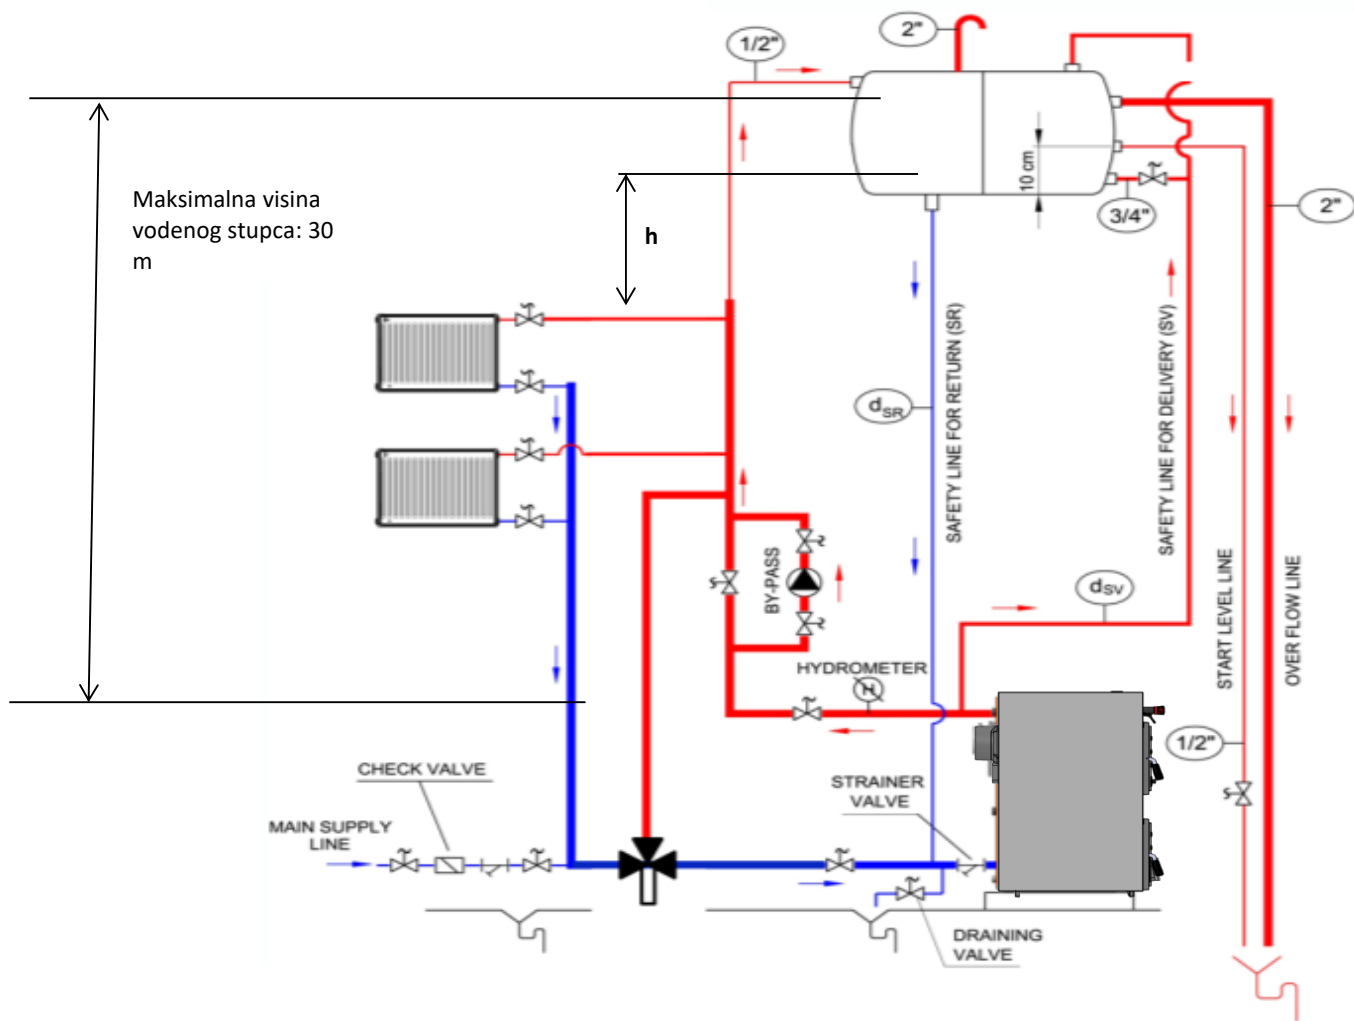 2"
1/2"
10 cm
3/4"
2"
Maksimalna visina
vodenog stupca: 30
m
h
SAFETY LINE FOR RETURN (SR)
SAFETY LINE FOR DELIVERY (SV)
dSR
BY-PASS
dSV
START LEVEL LINE
OVER FLOW LINE
HYDROMETER
H
1/2"
CHECK VALVE
STRAINER
VALVE
MAIN SUPPLY
LINE
DRAINING
VALVE